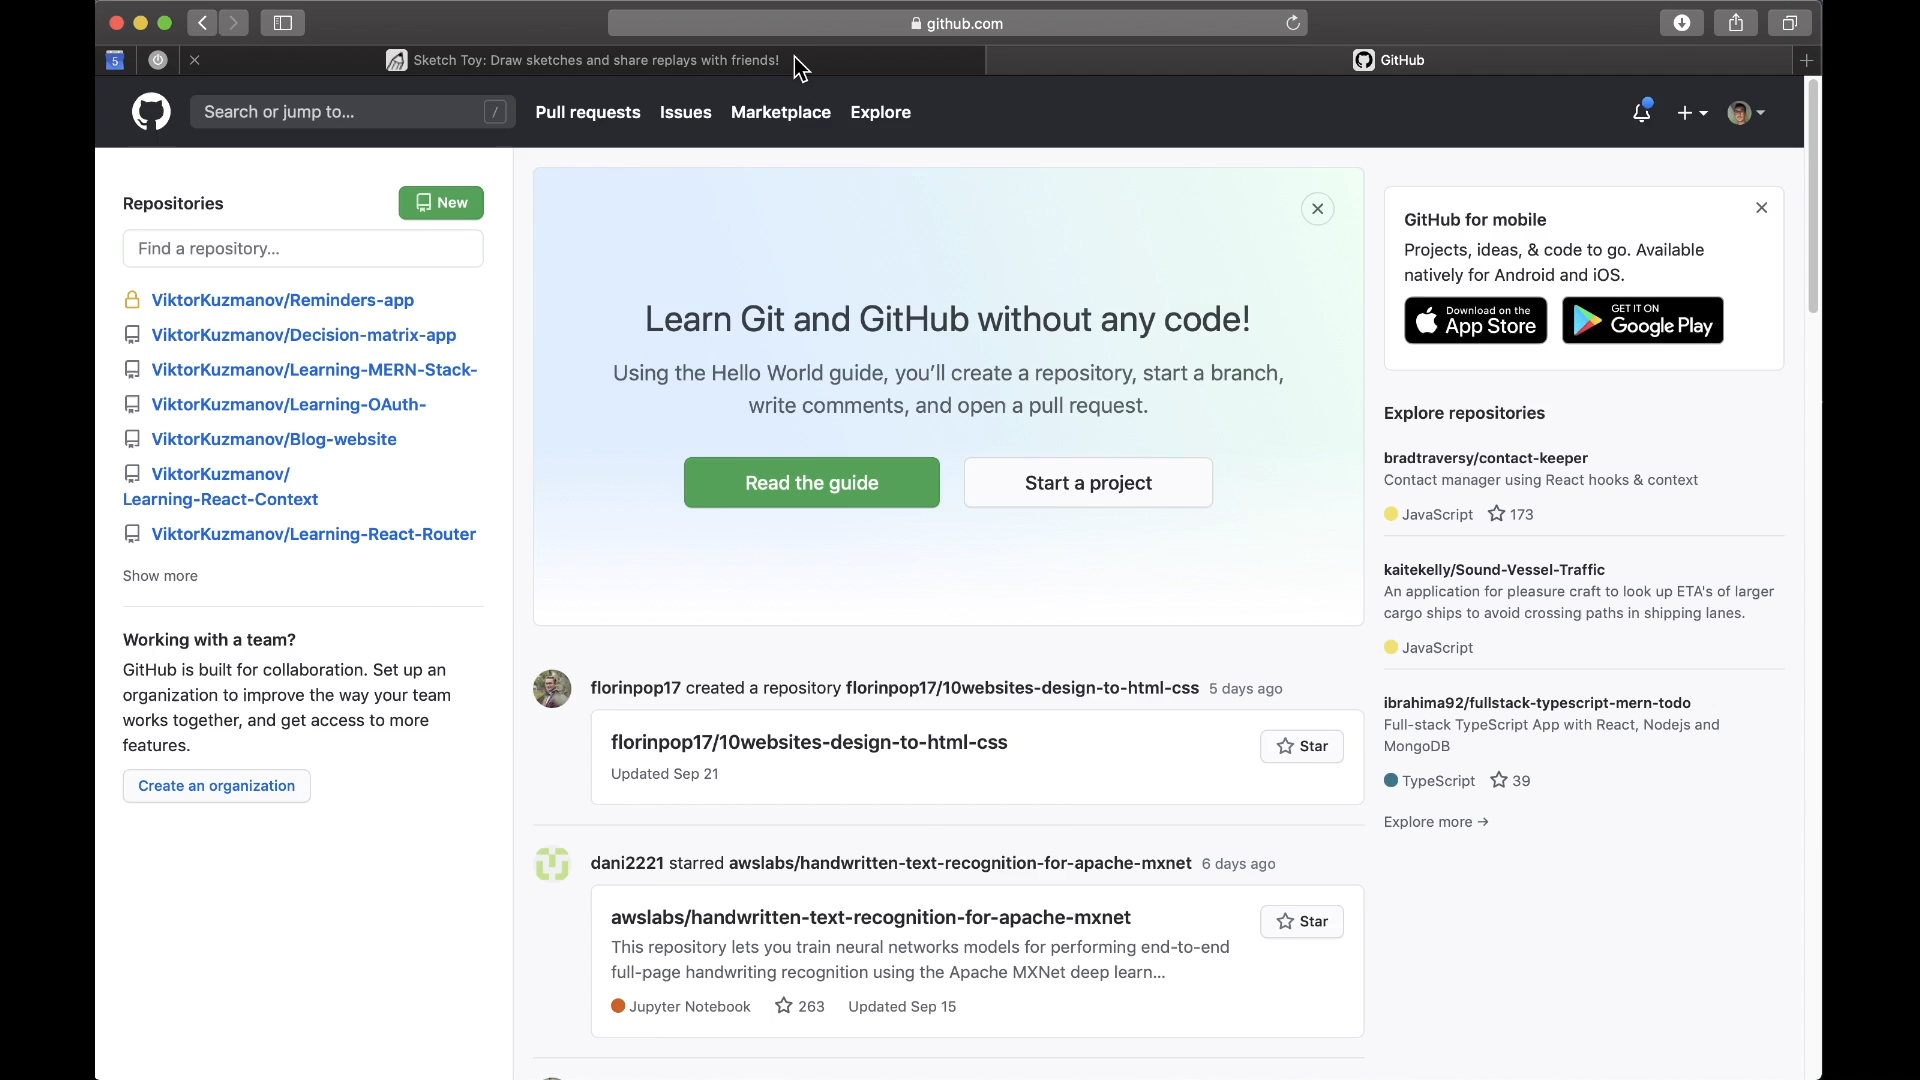 github.com
5
Sketch Toy: Draw sketches and share replays with friends!
GitHub
Search or jump to...
/
Pull requests
Issues
Marketplace
Explore
Repositories
New
Find a repository...
ViktorKuzmanov/Reminders-app
ViktorKuzmanov/Decision-matrix-app
ViktorKuzmanov/Learning-MERN-Stack-
ViktorKuzmanov/Learning-OAuth-
ViktorKuzmanov/Blog-website
ViktorKuzmanov/
Learning-React-Context
ViktorKuzmanov/Learning-React-Router
Show more
Working with a team?
GitHub is built for collaboration. Set up an
organization to improve the way your team
works together, and get access to more
features.
Create an organization
Learn Git and GitHub without any code!
Using the Hello World guide, you’ll create a repository, start a branch,
write comments, and open a pull request.
Read the guide
Start a project
florinpop17 created a repository florinpop17/10websites-design-to-html-css 5 days ago
florinpop17/10websites-design-to-html-css
Star
Updated Sep 21
dani2221 starred awslabs/handwritten-text-recognition-for-apache-mxnet 6 days ago
awslabs/handwritten-text-recognition-for-apache-mxnet
Star
This repository lets you train neural networks models for performing end-to-end
full-page handwriting recognition using the Apache MXNet deep learn...
Jupyter Notebook 263 Updated Sep 15
GitHub for mobile
Projects, ideas, & code to go. Available
natively for Android and iOS.
Download on the
App Store
GET IT ON
Google Play
Explore repositories
bradtraversy/contact-keeper
Contact manager using React hooks & context
JavaScript 173
kaitekelly/Sound-Vessel-Traffic
An application for pleasure craft to look up ETA's of larger
cargo ships to avoid crossing paths in shipping lanes.
JavaScript
ibrahima92/fullstack-typescript-mern-todo
Full-stack TypeScript App with React, Nodejs and
MongoDB
TypeScript 39
Explore more →